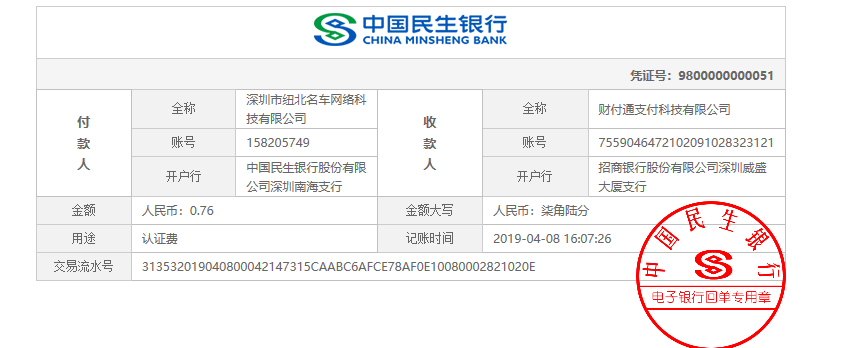 中国民生银行
CHINA MINSHENG BANK
凭证号：9800000000051
付款人
全称
深圳市纽北名车网络科
技有限公司
收款人
全称
财付通支付科技有限公司
账号
158205749
账号
7559046472102091028323121
开户行
中国民生银行股份有限
公司深圳南海支行
开户行
招商银行股份有限公司深圳威盛
大厦支行
金额
人民币：0.76
金额大写
人民币：柒角陆分
用途
认证费
记账时间
2019-04-08 16:07:26
交易流水号
313532019040800042147315CAABC6AFCE78AF0E10080002821020E
中国民生银行
电子银行回单专用章